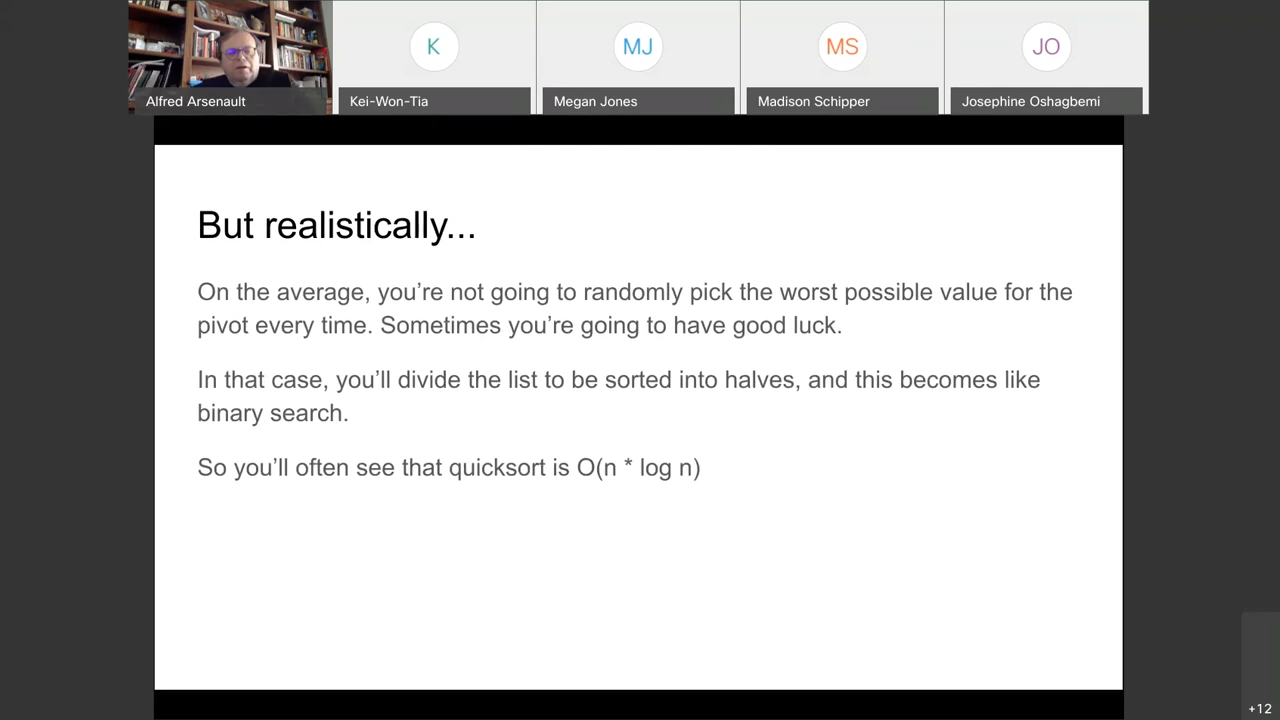 K
MJ
MS
JO
Alfred Arsenault
Kei-Won-Tia
Megan Jones
Madison Schipper
Josephine Oshagbemi
But realistically...
On the average, you’re not going to randomly pick the worst possible value for the
pivot every time. Sometimes you’re going to have good luck.
In that case, you’ll divide the list to be sorted into halves, and this becomes like
binary search.
So you’ll often see that quicksort is O(n * log n)
+12